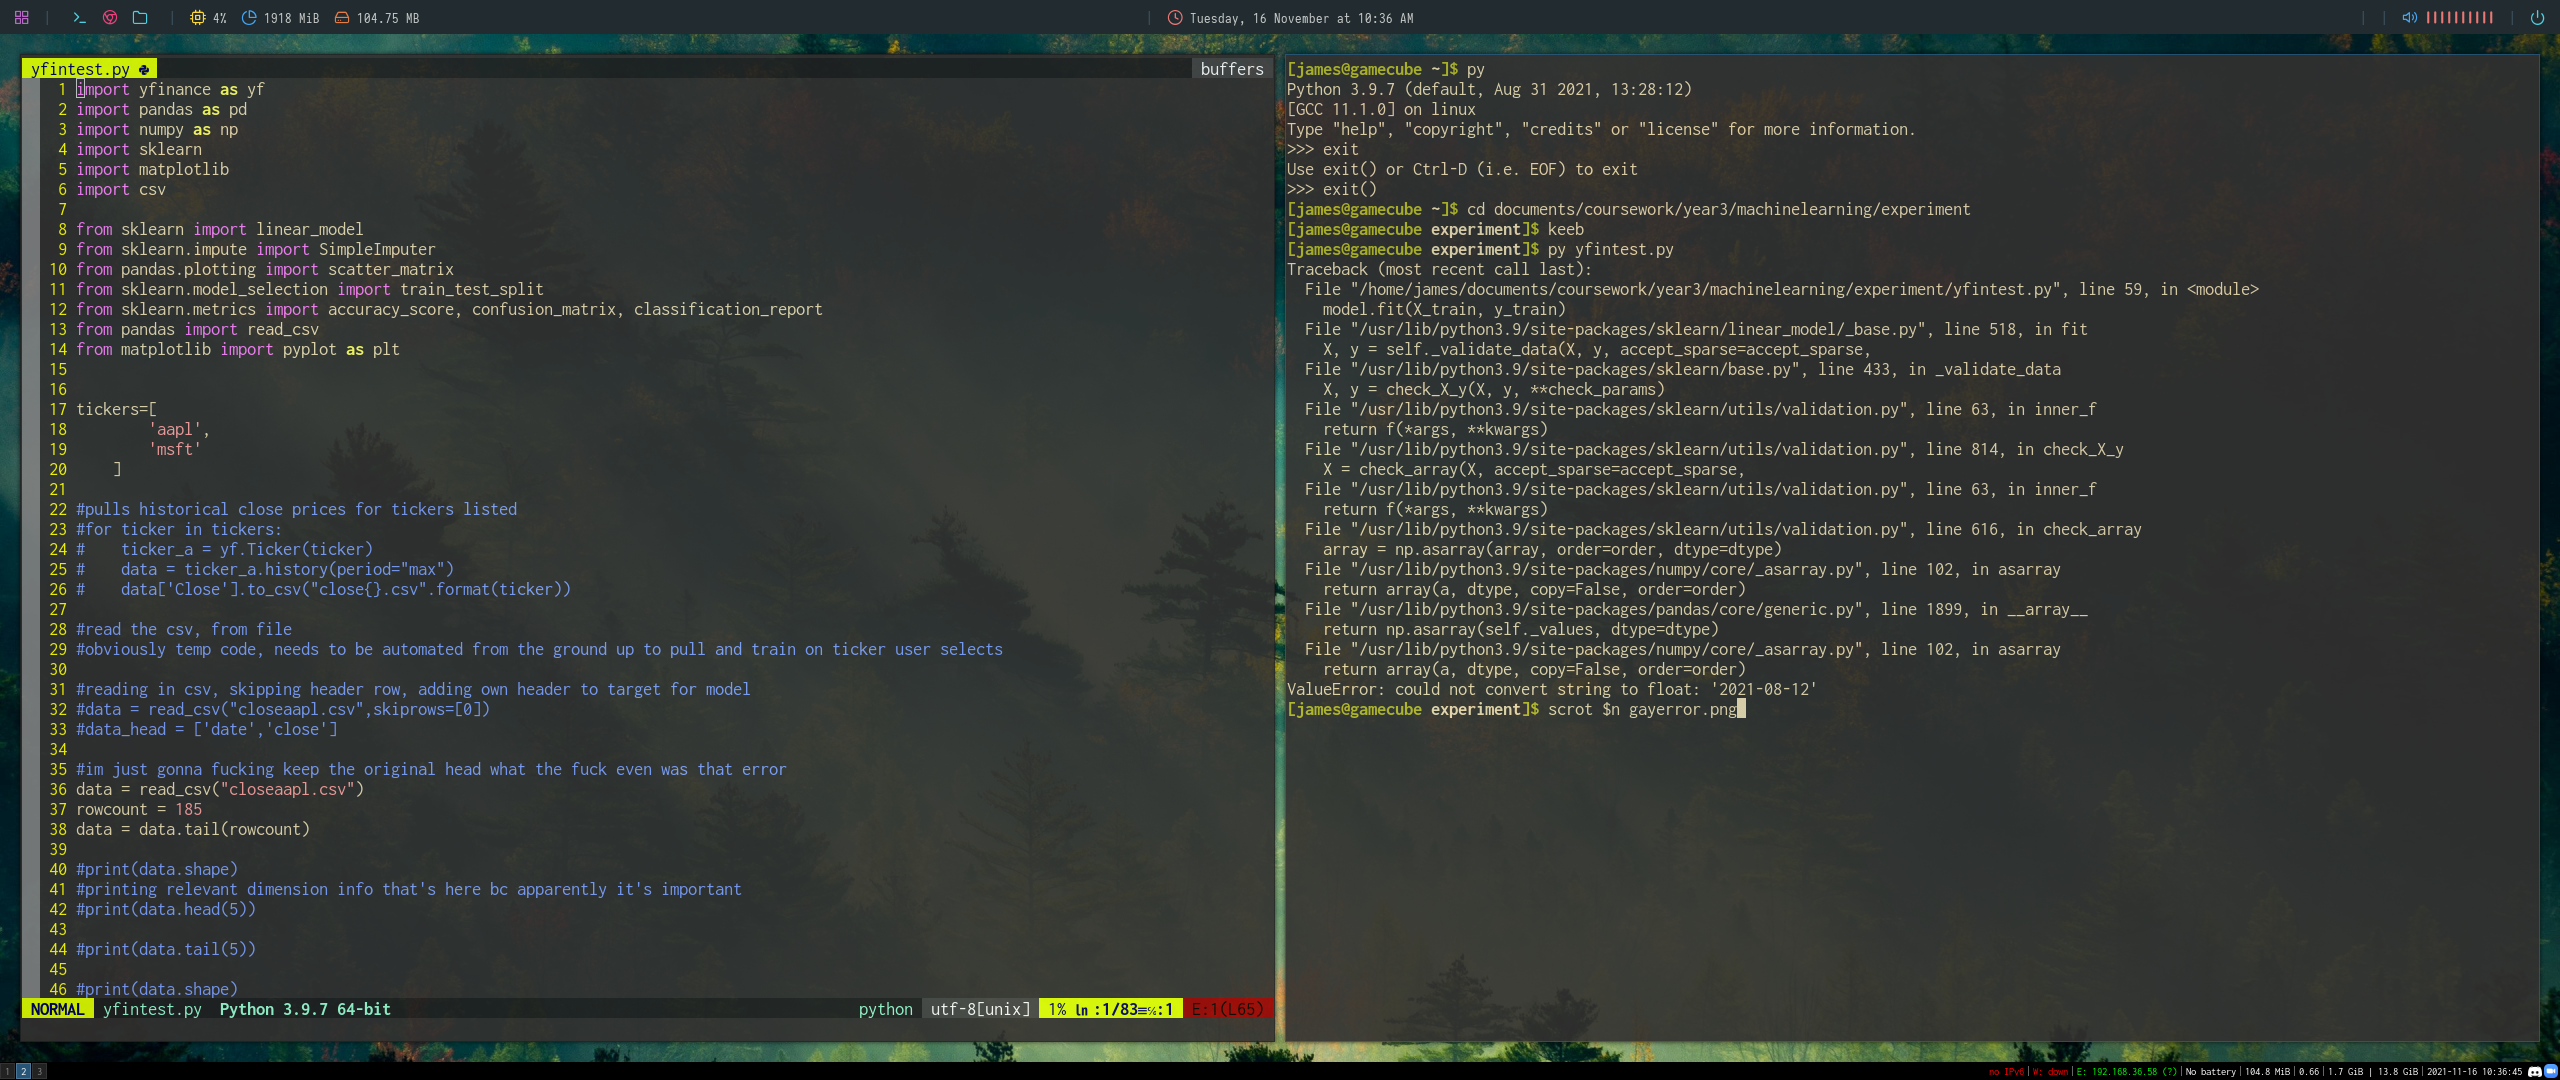 4% 1918 MiB 104.75 MB
Tuesday, 16 November at 10:36 AM
yfintest.py
buffers
1 import yfinance as yf
2 import pandas as pd
3 import numpy as np
4 import sklearn
5 import matplotlib
6 import csv
7
8 from sklearn import linear_model
9 from sklearn.impute import SimpleImputer
10 from pandas.plotting import scatter_matrix
11 from sklearn.model_selection import train_test_split
12 from sklearn.metrics import accuracy_score, confusion_matrix, classification_report
13 from pandas import read_csv
14 from matplotlib import pyplot as plt
15
16
17 tickers=[
18         'aapl',
19         'msft'
20     ]
21
22 #pulls historical close prices for tickers listed
23 #for ticker in tickers:
24 #    ticker_a = yf.Ticker(ticker)
25 #    data = ticker_a.history(period="max")
26 #    data['Close'].to_csv("close{}.csv".format(ticker))
27
28 #read the csv, from file
29 #obviously temp code, needs to be automated from the ground up to pull and train on ticker user selects
30
31 #reading in csv, skipping header row, adding own header to target for model
32 #data = read_csv("closeaapl.csv",skiprows=[0])
33 #data_head = ['date','close']
34
35 #im just gonna fucking keep the original head what the fuck even was that error
36 data = read_csv("closeaapl.csv")
37 rowcount = 185
38 data = data.tail(rowcount)
39
40 #print(data.shape)
41 #printing relevant dimension info that's here bc apparently it's important
42 #print(data.head(5))
43
44 #print(data.tail(5))
45
46 #print(data.shape)
NORMAL yfintest.py Python 3.9.7 64-bit python utf-8[unix] 1% ln :1/83≡℅:1 E:1(L65)
[james@gamecube ~]$ py
Python 3.9.7 (default, Aug 31 2021, 13:28:12)
[GCC 11.1.0] on linux
Type "help", "copyright", "credits" or "license" for more information.
>>> exit
Use exit() or Ctrl-D (i.e. EOF) to exit
>>> exit()
[james@gamecube ~]$ cd documents/coursework/year3/machinelearning/experiment
[james@gamecube experiment]$ keeb
[james@gamecube experiment]$ py yfintest.py
Traceback (most recent call last):
  File "/home/james/documents/coursework/year3/machinelearning/experiment/yfintest.py", line 59, in <module>
    model.fit(X_train, y_train)
  File "/usr/lib/python3.9/site-packages/sklearn/linear_model/_base.py", line 518, in fit
    X, y = self._validate_data(X, y, accept_sparse=accept_sparse,
  File "/usr/lib/python3.9/site-packages/sklearn/base.py", line 433, in _validate_data
    X, y = check_X_y(X, y, **check_params)
  File "/usr/lib/python3.9/site-packages/sklearn/utils/validation.py", line 63, in inner_f
    return f(*args, **kwargs)
  File "/usr/lib/python3.9/site-packages/sklearn/utils/validation.py", line 814, in check_X_y
    X = check_array(X, accept_sparse=accept_sparse,
  File "/usr/lib/python3.9/site-packages/sklearn/utils/validation.py", line 63, in inner_f
    return f(*args, **kwargs)
  File "/usr/lib/python3.9/site-packages/sklearn/utils/validation.py", line 616, in check_array
    array = np.asarray(array, order=order, dtype=dtype)
  File "/usr/lib/python3.9/site-packages/numpy/core/_asarray.py", line 102, in asarray
    return array(a, dtype, copy=False, order=order)
  File "/usr/lib/python3.9/site-packages/pandas/core/generic.py", line 1899, in __array__
    return np.asarray(self._values, dtype=dtype)
  File "/usr/lib/python3.9/site-packages/numpy/core/_asarray.py", line 102, in asarray
    return array(a, dtype, copy=False, order=order)
ValueError: could not convert string to float: '2021-08-12'
[james@gamecube experiment]$ scrot $n gayerror.png
1 2 3
no IPv6 | W: down | E: 192.168.36.58 (?) | No battery | 104.8 MiB | 0.66 | 1.7 GiB | 13.8 GiB | 2021-11-16 10:36:45